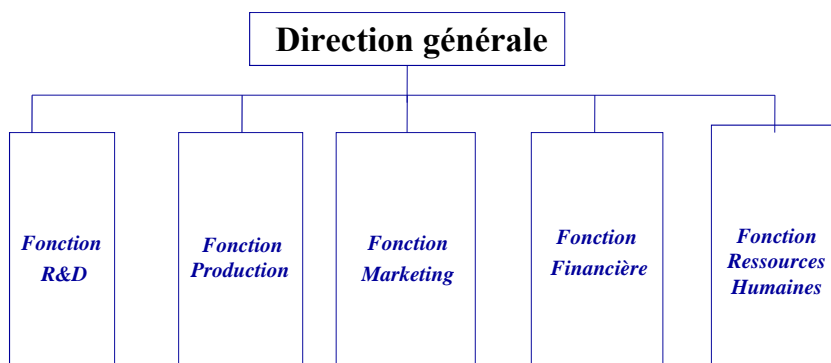 Direction générale
Fonction
R&D
Fonction
Production
Fonction
Marketing
Fonction
Financière
Fonction
Ressources
Humaines